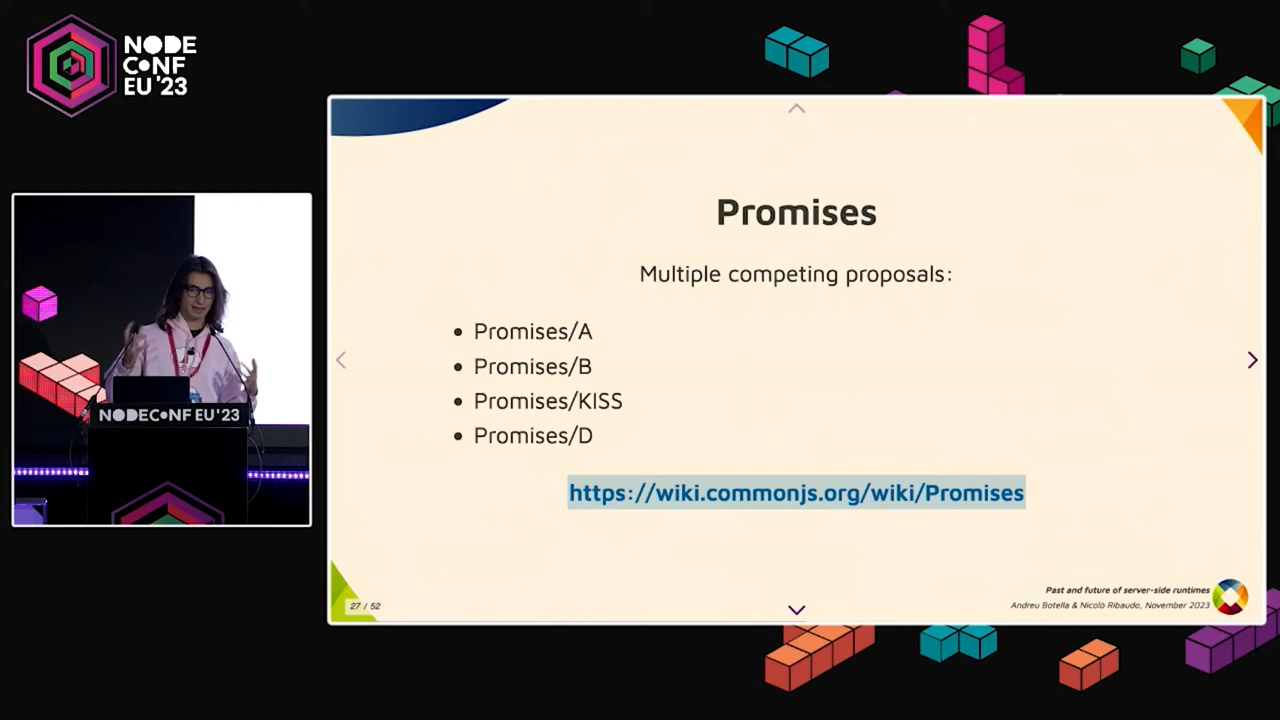 NODE
CONF
EU '23
Promises
Multiple competing proposals:
• Promises/A
• Promises/B
• Promises/KISS
• Promises/D
https://wiki.commonjs.org/wiki/Promises
NODECONF EU'23
27 / 52
Past and future of server-side runtimes
Andreu Botella & Nicolò Ribaudo, November 2023